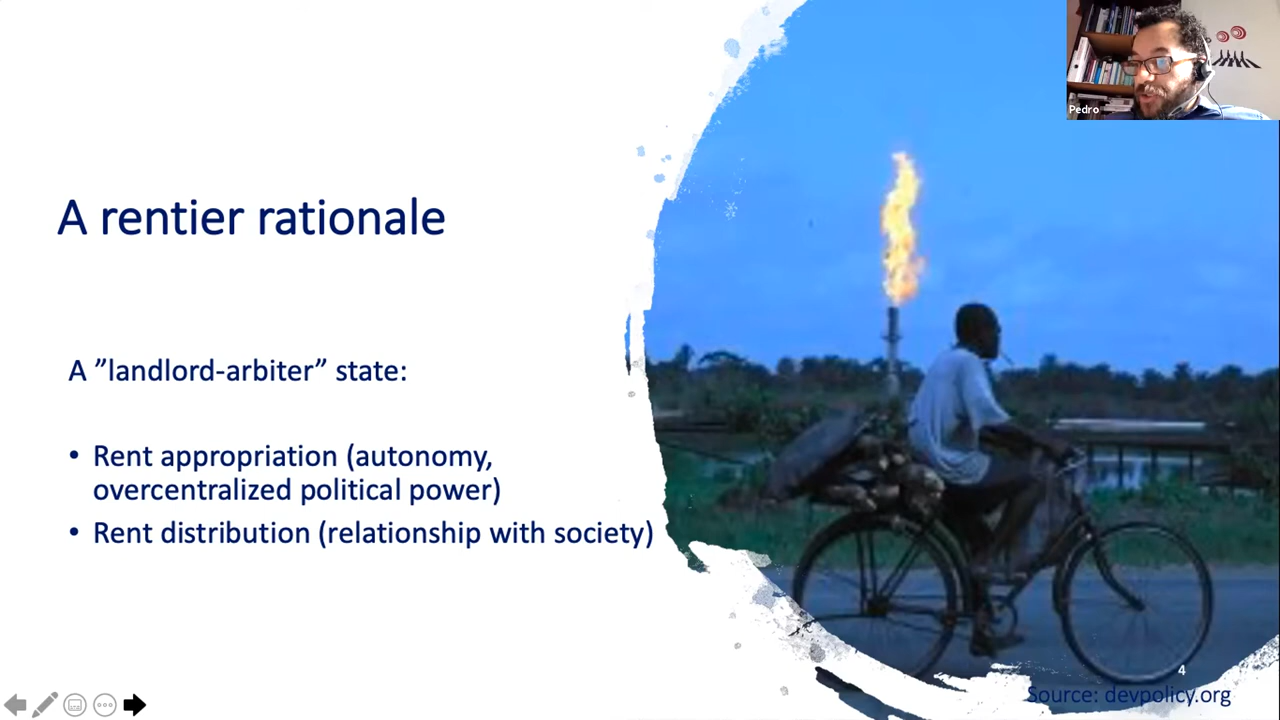 Pedro
A rentier rationale
A ”landlord-arbiter” state:
• Rent appropriation (autonomy,
overcentralized political power)
• Rent distribution (relationship with society)
4
Source: devpolicy.org